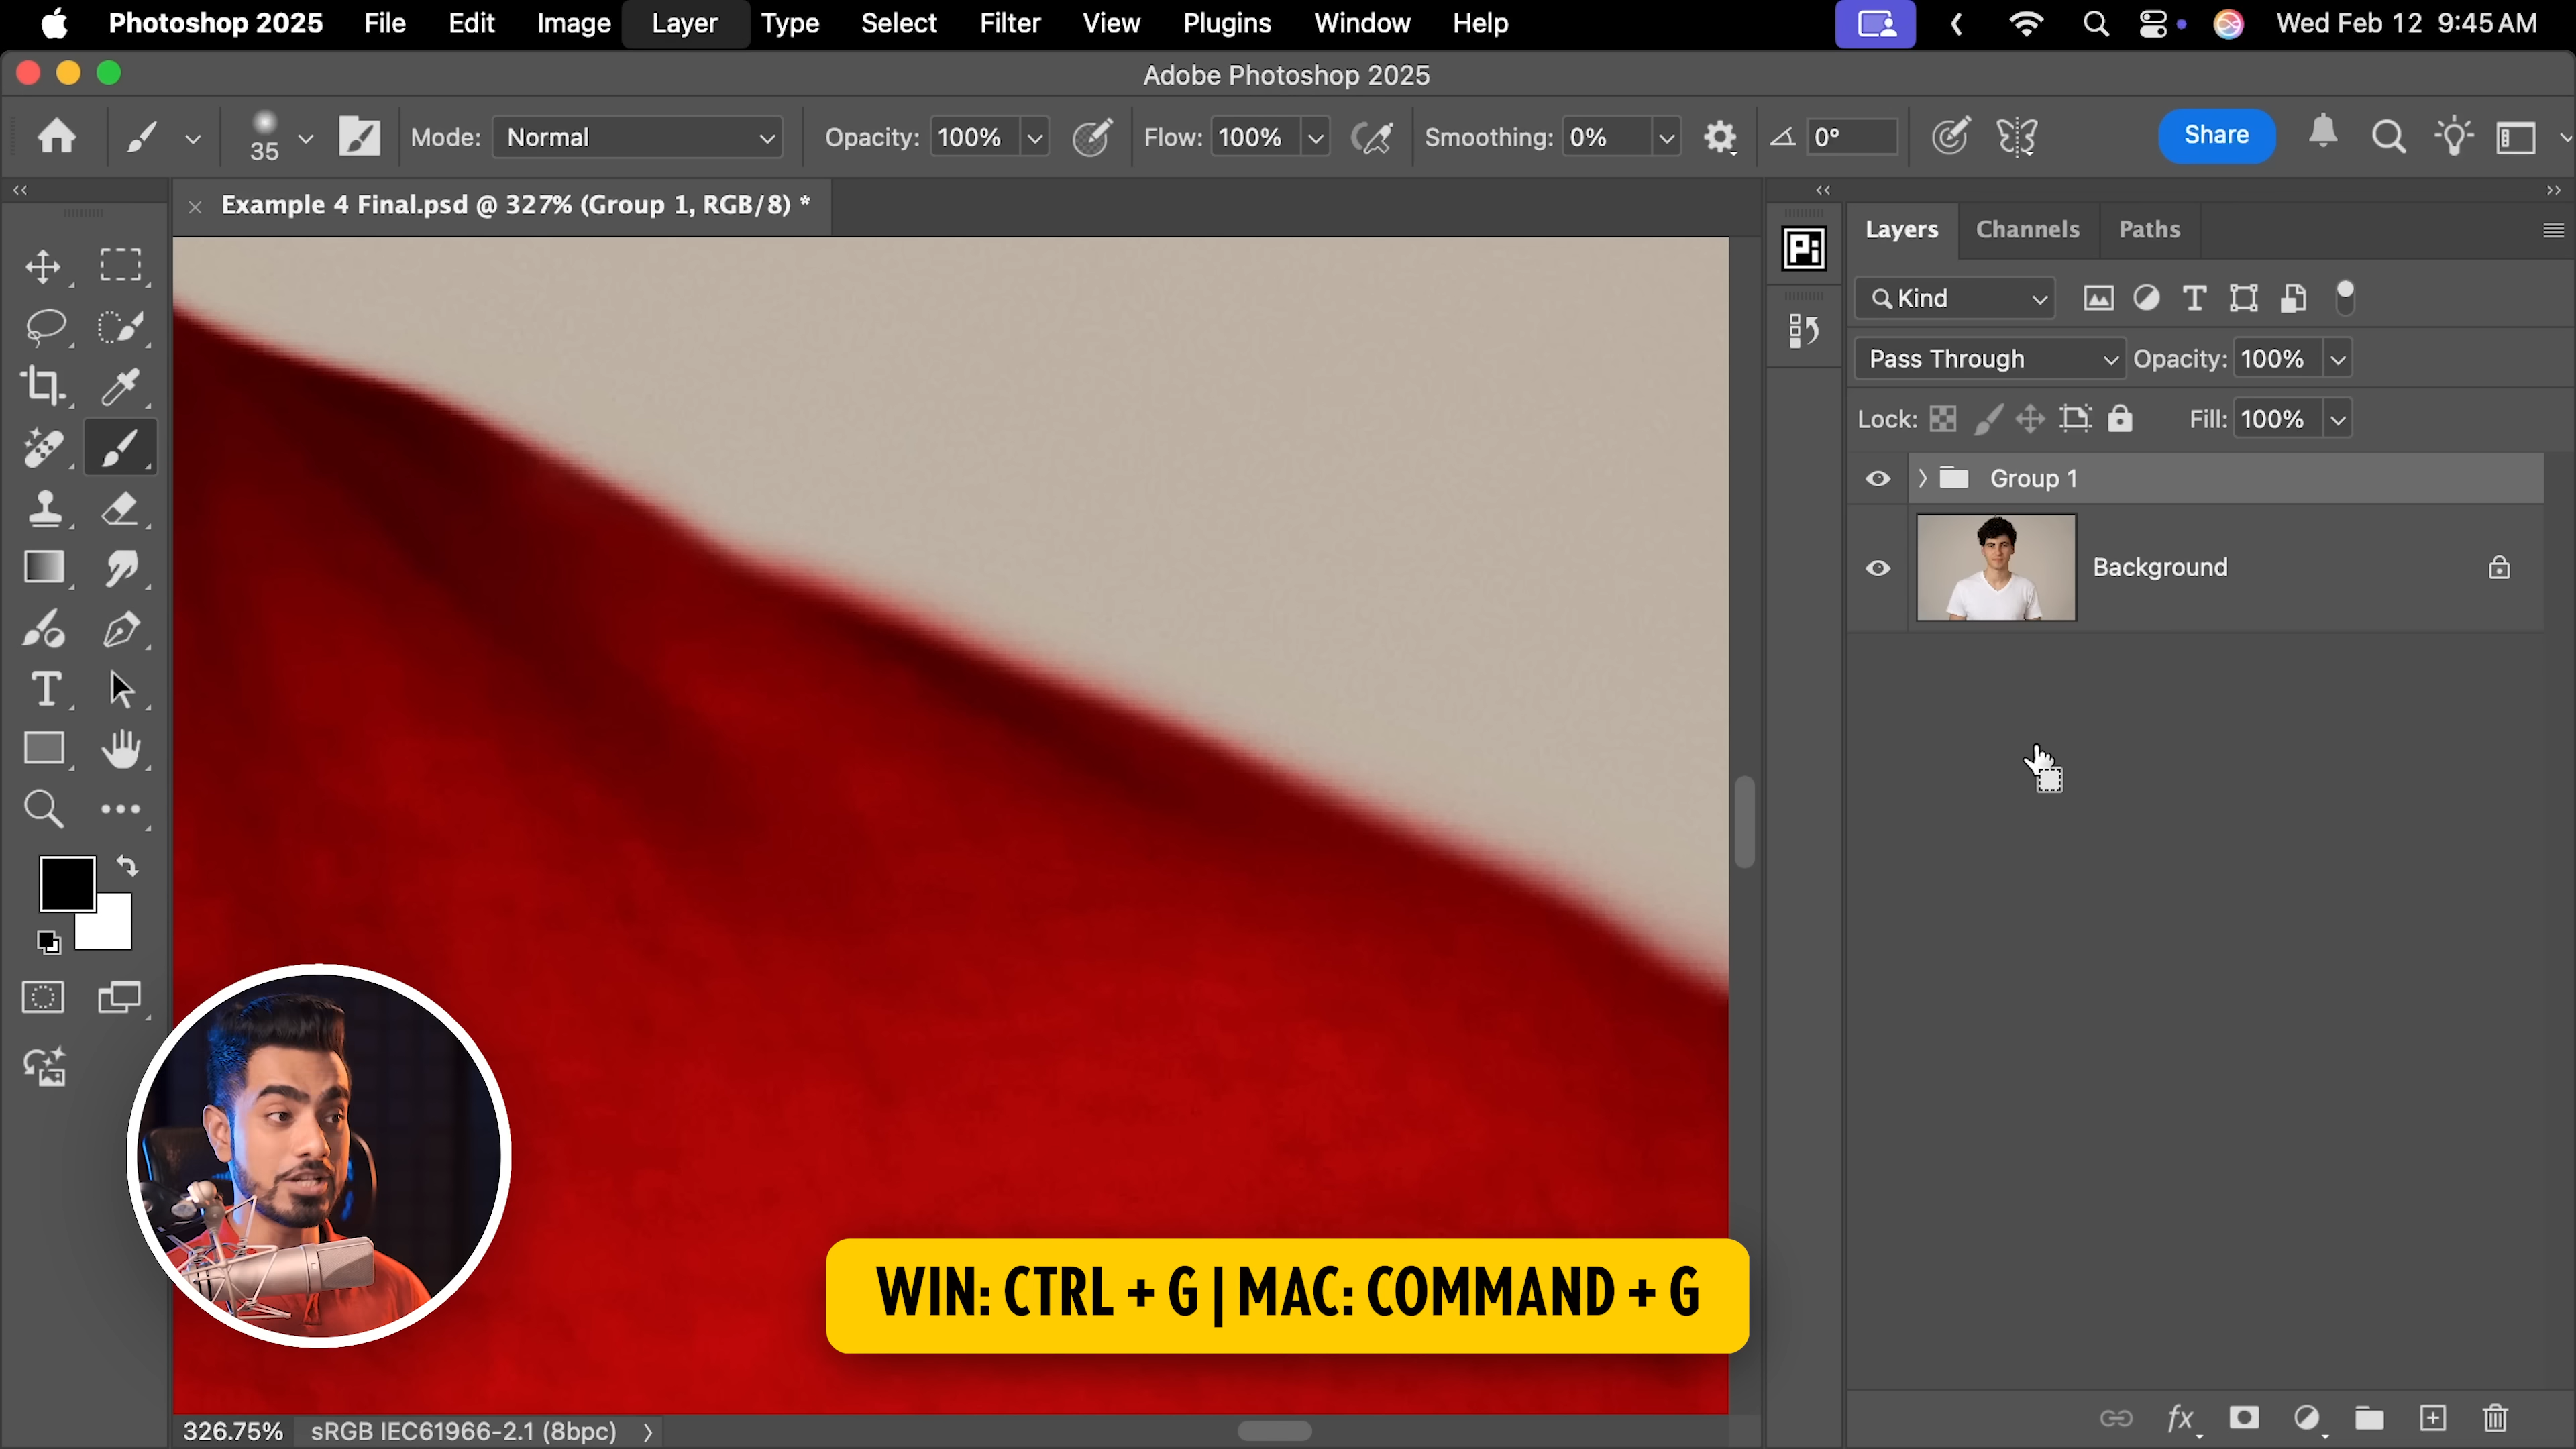 Photoshop 2025 File Edit Image Layer Type Select Filter View Plugins Window Help Wed Feb 12 9:45 AM
Adobe Photoshop 2025
35 Mode: Normal Opacity: 100% Flow: 100% Smoothing: 0% 0° Share
Example 4 Final.psd @ 327% (Group 1, RGB/8) *
Pi
Layers Channels Paths
Kind
Pass Through Opacity: 100%
Lock: Fill: 100%
Group 1
Background
WIN: CTRL + G | MAC: COMMAND + G
326.75% sRGB IEC61966-2.1 (8bpc)
fx